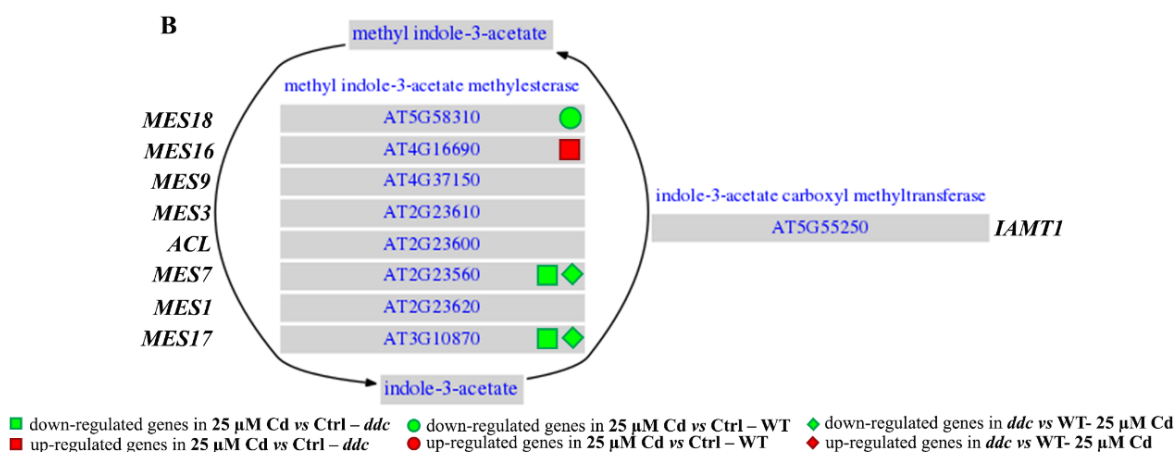 B
methyl indole-3-acetate
methyl indole-3-acetate methylesterase
MES18 AT5G58310
MES16 AT4G16690
MES9 AT4G37150
MES3 AT2G23610
ACL AT2G23600
MES7 AT2G23560
MES1 AT2G23620
MES17 AT3G10870
indole-3-acetate carboxyl methyltransferase
AT5G55250 IAMT1
indole-3-acetate
down-regulated genes in 25 µM Cd vs Ctrl – ddc down-regulated genes in 25 µM Cd vs Ctrl – WT down-regulated genes in ddc vs WT- 25 µM Cd
up-regulated genes in 25 µM Cd vs Ctrl – ddc up-regulated genes in 25 µM Cd vs Ctrl – WT up-regulated genes in ddc vs WT- 25 µM Cd